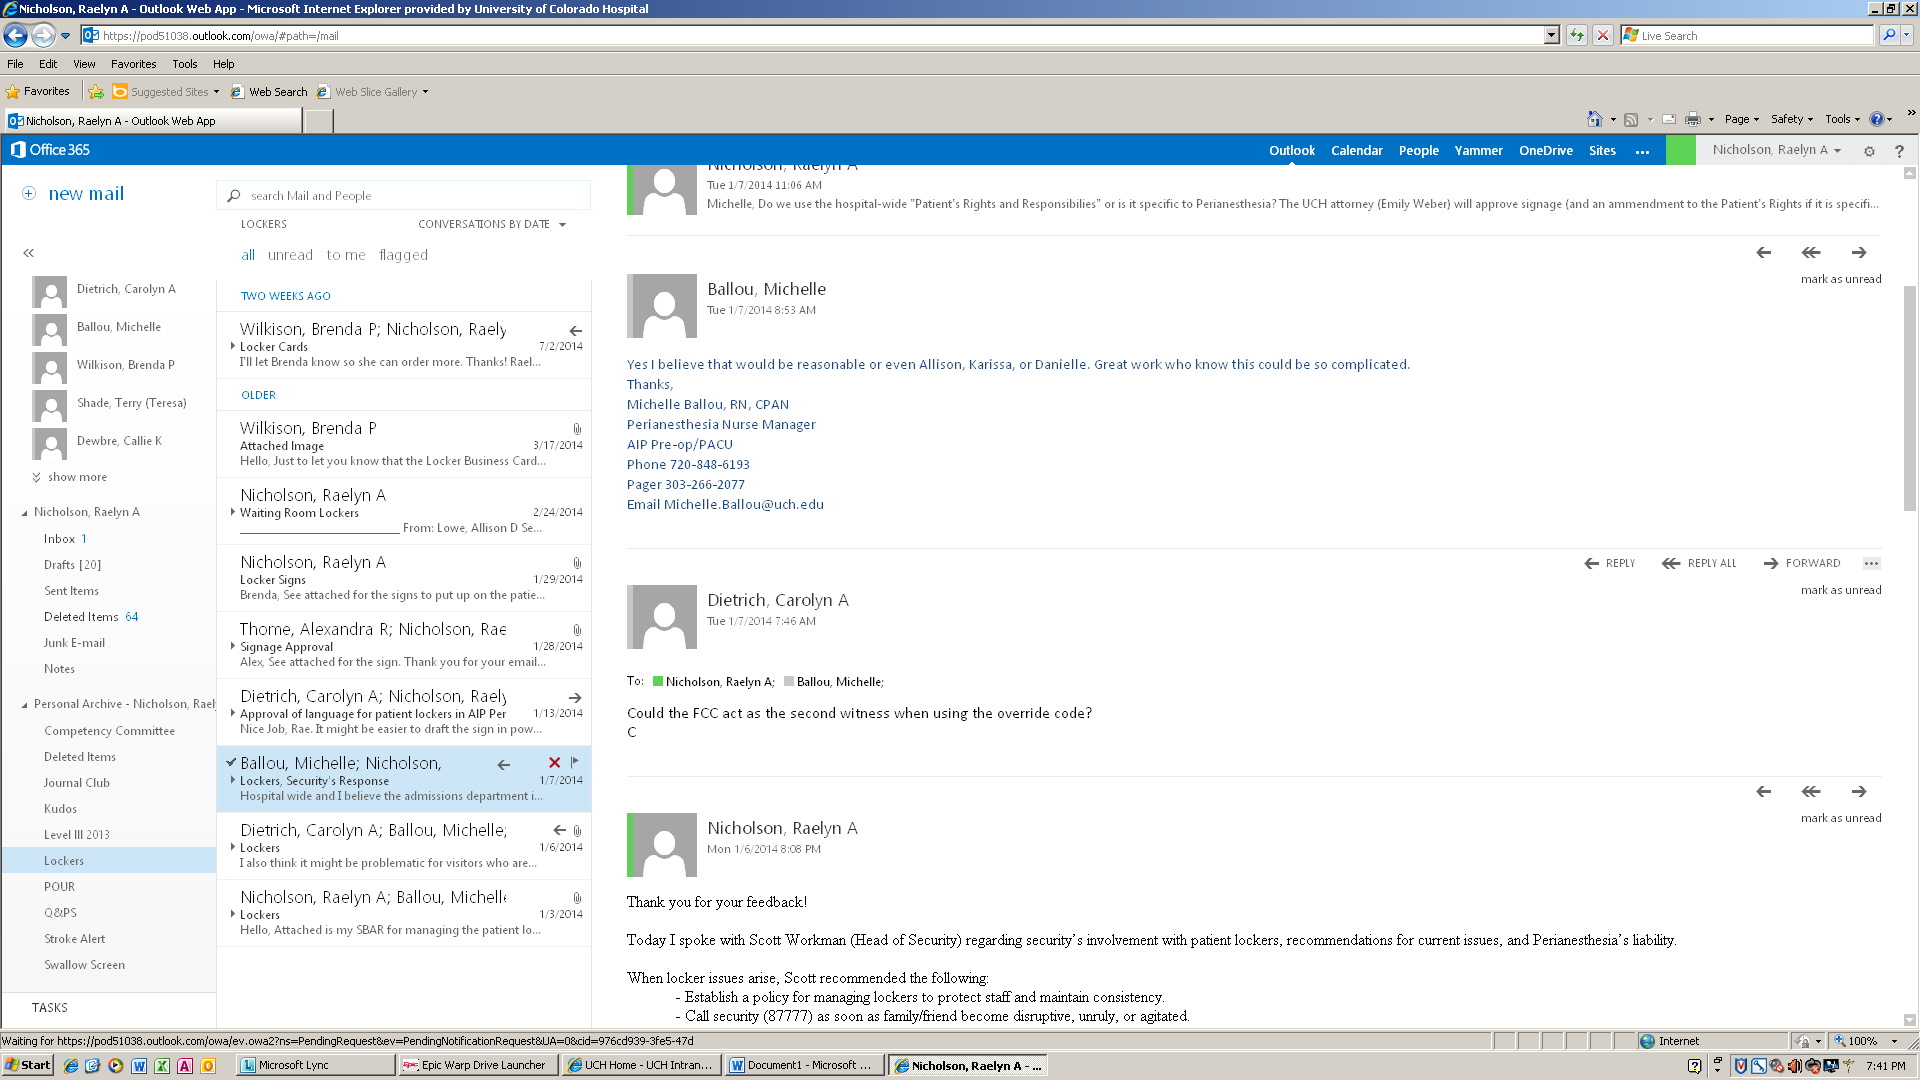 Nicholson, Raelyn A - Outlook Web App - Microsoft Internet Explorer provided by University of Colorado Hospital
https://pod51038.outlook.com/owa/#path=/mail
Live Search
File Edit View Favorites Tools Help
Favorites Suggested Sites Web Search Web Slice Gallery
Nicholson, Raelyn A - Outlook Web App
Page Safety Tools
Office 365
Outlook Calendar People Yammer OneDrive Sites ... Nicholson, Raelyn A ?
new mail
Dietrich, Carolyn A
Ballou, Michelle
Wilkison, Brenda P
Shade, Terry (Teresa)
Dewbre, Callie K
show more
Nicholson, Raelyn A
Inbox 1
Drafts [20]
Sent Items
Deleted Items 64
Junk E-mail
Notes
Personal Archive - Nicholson, Rael
Competency Committee
Deleted Items
Journal Club
Kudos
Level III 2013
Lockers
POUR
Q&PS
Stroke Alert
Swallow Screen
TASKS
search Mail and People
LOCKERS CONVERSATIONS BY DATE
all unread to me flagged
TWO WEEKS AGO
Wilkison, Brenda P; Nicholson, Raely
Locker Cards 7/2/2014
I'll let Brenda know so she can order more. Thanks! Rael...
OLDER
Wilkison, Brenda P
Attached Image 3/17/2014
Hello, Just to let you know that the Locker Business Card...
Nicholson, Raelyn A
Waiting Room Lockers 2/24/2014
________________________________ From: Lowe, Allison D Se...
Nicholson, Raelyn A
Locker Signs 1/29/2014
Brenda, See attached for the signs to put up on the patie...
Thorne, Alexandra R; Nicholson, Rae
Signage Approval 1/28/2014
Alex, See attached for the sign. Thank you for your email...
Dietrich, Carolyn A; Nicholson, Raely
Approval of language for patient lockers in AIP Per 1/13/2014
Nice Job, Rae. It might be easier to draft the sign in pow...
Ballou, Michelle; Nicholson,
Lockers, Security's Response 1/7/2014
Hospital wide and I believe the admissions department i...
Dietrich, Carolyn A; Ballou, Michelle;
Lockers 1/6/2014
I also think it might be problematic for visitors who are...
Nicholson, Raelyn A; Ballou, Michelle
Lockers 1/3/2014
Hello, Attached is my SBAR for managing the patient lo...
Nicholson, Raelyn A
Tue 1/7/2014 11:06 AM
Michelle, Do we use the hospital-wide "Patient's Rights and Responsibilies" or is it specific to Perianesthesia? The UCH attorney (Emily Weber) will approve signage (and an ammendment to the Patient's Rights if it is specifi...
mark as unread
Ballou, Michelle
Tue 1/7/2014 8:53 AM
Yes I believe that would be reasonable or even Allison, Karissa, or Danielle. Great work who know this could be so complicated.
Thanks,
Michelle Ballou, RN, CPAN
Perianesthesia Nurse Manager
AIP Pre-op/PACU
Phone 720-848-6193
Pager 303-266-2077
Email Michelle.Ballou@uch.edu
REPLY REPLY ALL FORWARD ...
mark as unread
Dietrich, Carolyn A
Tue 1/7/2014 7:46 AM
To: Nicholson, Raelyn A; Ballou, Michelle;
Could the FCC act as the second witness when using the override code?
C
mark as unread
Nicholson, Raelyn A
Mon 1/6/2014 8:08 PM
Thank you for your feedback!
Today I spoke with Scott Workman (Head of Security) regarding security's involvement with patient lockers, recommendations for current issues, and Perianesthesia's liability.
When locker issues arise, Scott recommended the following:
- Establish a policy for managing lockers to protect staff and maintain consistency.
- Call security (87777) as soon as family/friend become disruptive, unruly, or agitated.
Waiting for https://pod51038.outlook.com/owa/ev.owa2?ns=PendingRequest&ev=PendingNotificationRequest&UA=0&cid=976cd939-3fe5-47d
Internet 100%
Start Microsoft Lync Epic Warp Drive Launcher UCH Home - UCH Intran... Document1 - Microsoft ... Nicholson, Raelyn A - ... 7:41 PM